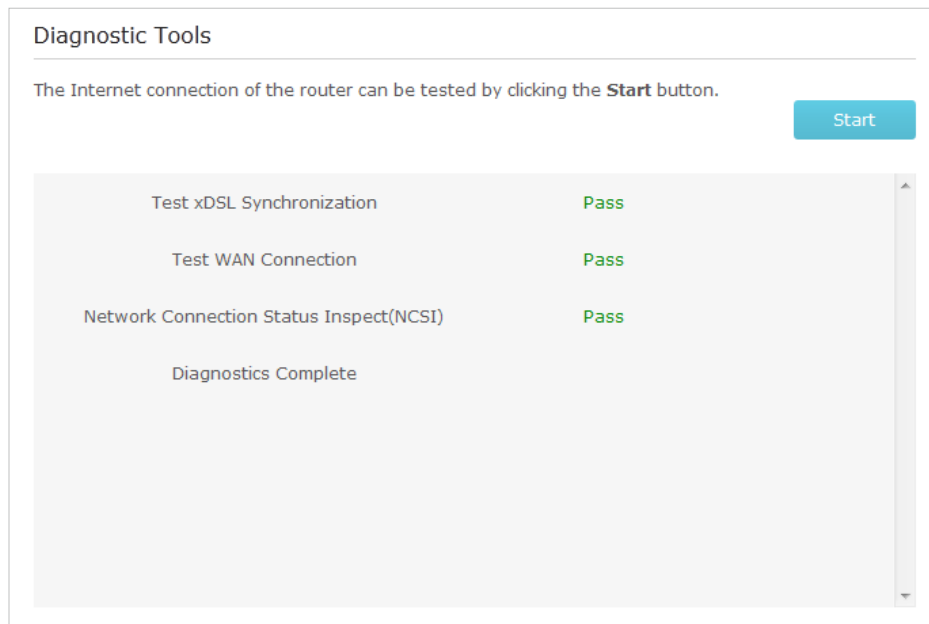 Diagnostic Tools
The Internet connection of the router can be tested by clicking the Start button.
Start
Test xDSL Synchronization Pass
Test WAN Connection Pass
Network Connection Status Inspect(NCSI) Pass
Diagnostics Complete